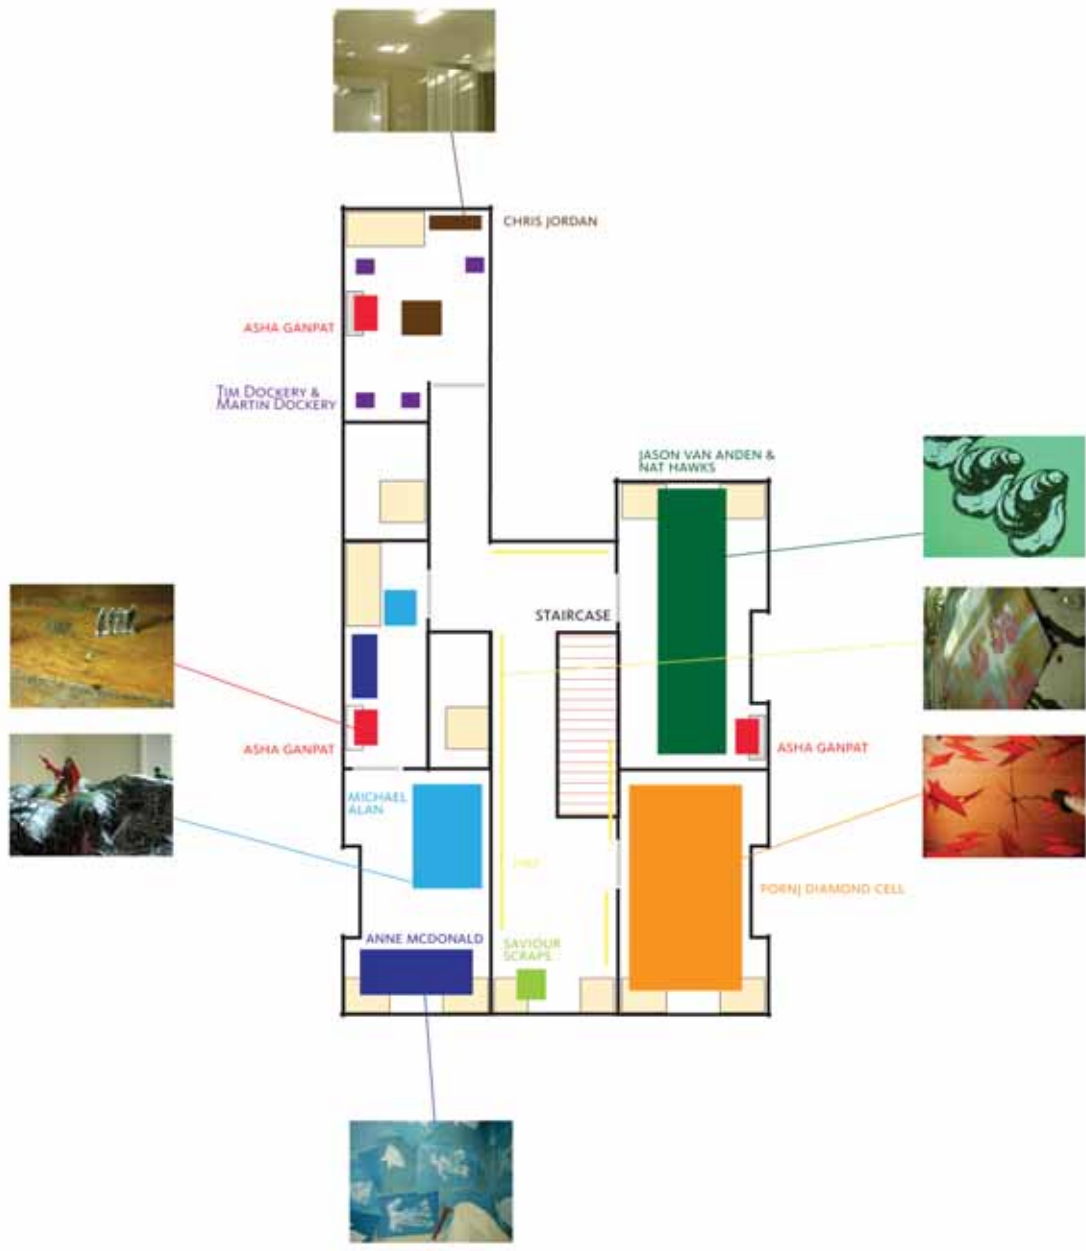 CHRIS JORDAN
ASHA GANPAT
TIM DOCKERY &
MARTIN DOCKERY
JASON VAN ANDEN &
NAT HAWKS
STAIRCASE
ASHA GANPAT
ASHA GANPAT
MICHAEL
ALAN
PORNJ DIAMOND CELL
ANNE MCDONALD
SAVIOUR
SCRAPS